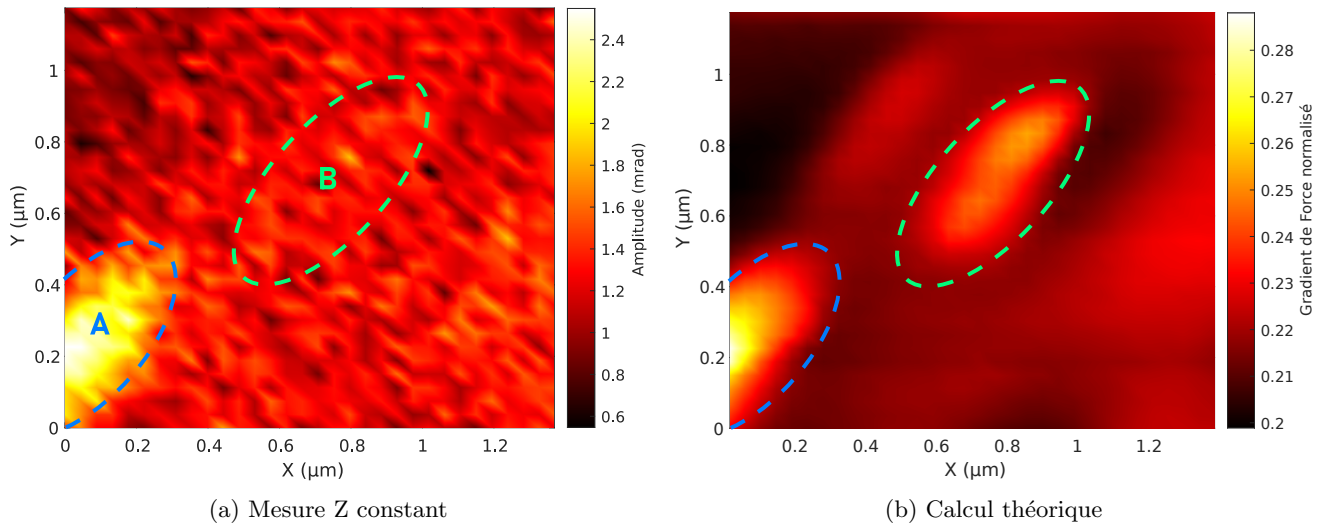 1
0.8
0.6
0.4
0.2
0
Y (μm)
A
B
0 0.2 0.4 0.6 0.8 1 1.2
X (μm)
2.4
2.2
2
1.8
1.6
1.4
1.2
1
0.8
0.6
Amplitude (mrad)
(a) Mesure Z constant
1
0.8
0.6
0.4
0.2
0
Y (μm)
0.2 0.4 0.6 0.8 1 1.2
X (μm)
0.28
0.27
0.26
0.25
0.24
0.23
0.22
0.21
0.2
Gradient de Force normalisé
(b) Calcul théorique